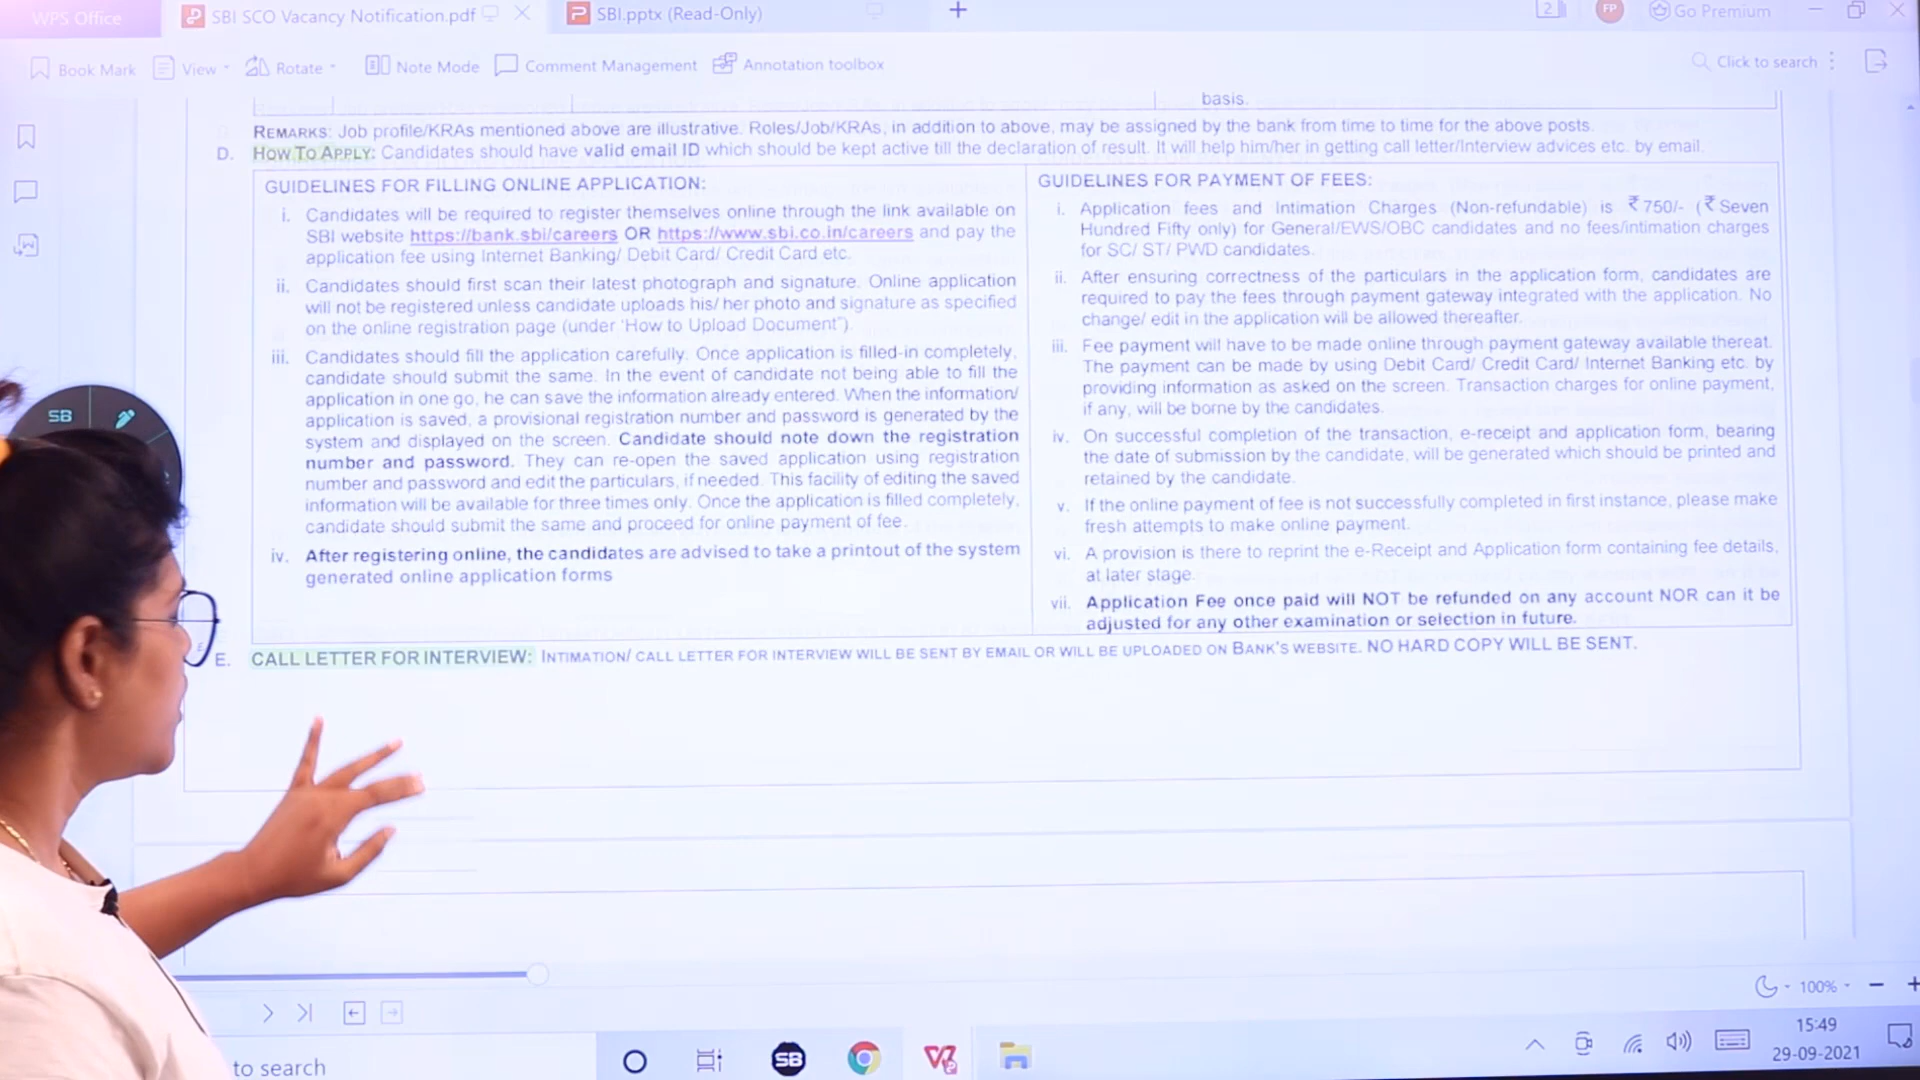 WPS Office
SBI SCO Vacancy Notification.pdf
SBI.pptx (Read-Only)
2
FP
Go Premium
Book Mark
View
Rotate
Note Mode
Comment Management
Annotation toolbox
Click to search
basis.
REMARKS: Job profile/KRAs mentioned above are illustrative. Roles/Job/KRAs, in addition to above, may be assigned by the bank from time to time for the above posts.
D. HOW TO APPLY: Candidates should have valid email ID which should be kept active till the declaration of result. It will help him/her in getting call letter/Interview advices etc. by email.
GUIDELINES FOR FILLING ONLINE APPLICATION:
i. Candidates will be required to register themselves online through the link available on
SBI website https://bank.sbi/careers OR https://www.sbi.co.in/careers and pay the
application fee using Internet Banking/ Debit Card/ Credit Card etc.
ii. Candidates should first scan their latest photograph and signature. Online application
will not be registered unless candidate uploads his/ her photo and signature as specified
on the online registration page (under 'How to Upload Document").
iii. Candidates should fill the application carefully. Once application is filled-in completely,
candidate should submit the same. In the event of candidate not being able to fill the
application in one go, he can save the information already entered. When the information/
application is saved, a provisional registration number and password is generated by the
system and displayed on the screen. Candidate should note down the registration
number and password. They can re-open the saved application using registration
number and password and edit the particulars, if needed. This facility of editing the saved
information will be available for three times only. Once the application is filled completely,
candidate should submit the same and proceed for online payment of fee.
iv. After registering online, the candidates are advised to take a printout of the system
generated online application forms
GUIDELINES FOR PAYMENT OF FEES:
i. Application fees and Intimation Charges (Non-refundable) is ₹ 750/- (₹ Seven
Hundred Fifty only) for General/EWS/OBC candidates and no fees/intimation charges
for SC/ ST/ PWD candidates.
ii. After ensuring correctness of the particulars in the application form, candidates are
required to pay the fees through payment gateway integrated with the application. No
change/ edit in the application will be allowed thereafter.
iii. Fee payment will have to be made online through payment gateway available thereat.
The payment can be made by using Debit Card/ Credit Card/ Internet Banking etc. by
providing information as asked on the screen. Transaction charges for online payment,
if any, will be borne by the candidates.
iv. On successful completion of the transaction, e-receipt and application form, bearing
the date of submission by the candidate, will be generated which should be printed and
retained by the candidate.
v. If the online payment of fee is not successfully completed in first instance, please make
fresh attempts to make online payment.
vi. A provision is there to reprint the e-Receipt and Application form containing fee details,
at later stage.
vii. Application Fee once paid will NOT be refunded on any account NOR can it be
adjusted for any other examination or selection in future.
E. CALL LETTER FOR INTERVIEW: INTIMATION/ CALL LETTER FOR INTERVIEW WILL BE SENT BY EMAIL OR WILL BE UPLOADED ON BANK'S WEBSITE. NO HARD COPY WILL BE SENT.
SB
100%
to search
SB
15:49
29-09-2021